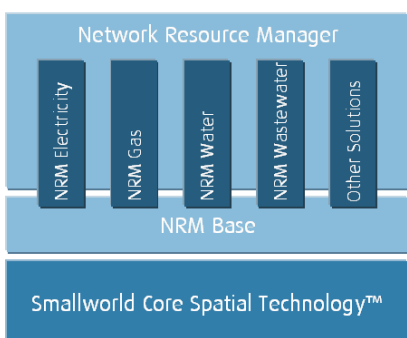 Network Resource Manager
NRM Electricity
NRM Gas
NRM Water
NRM Wastewater
Other Solutions
NRM Base
Smallworld Core Spatial Technology™